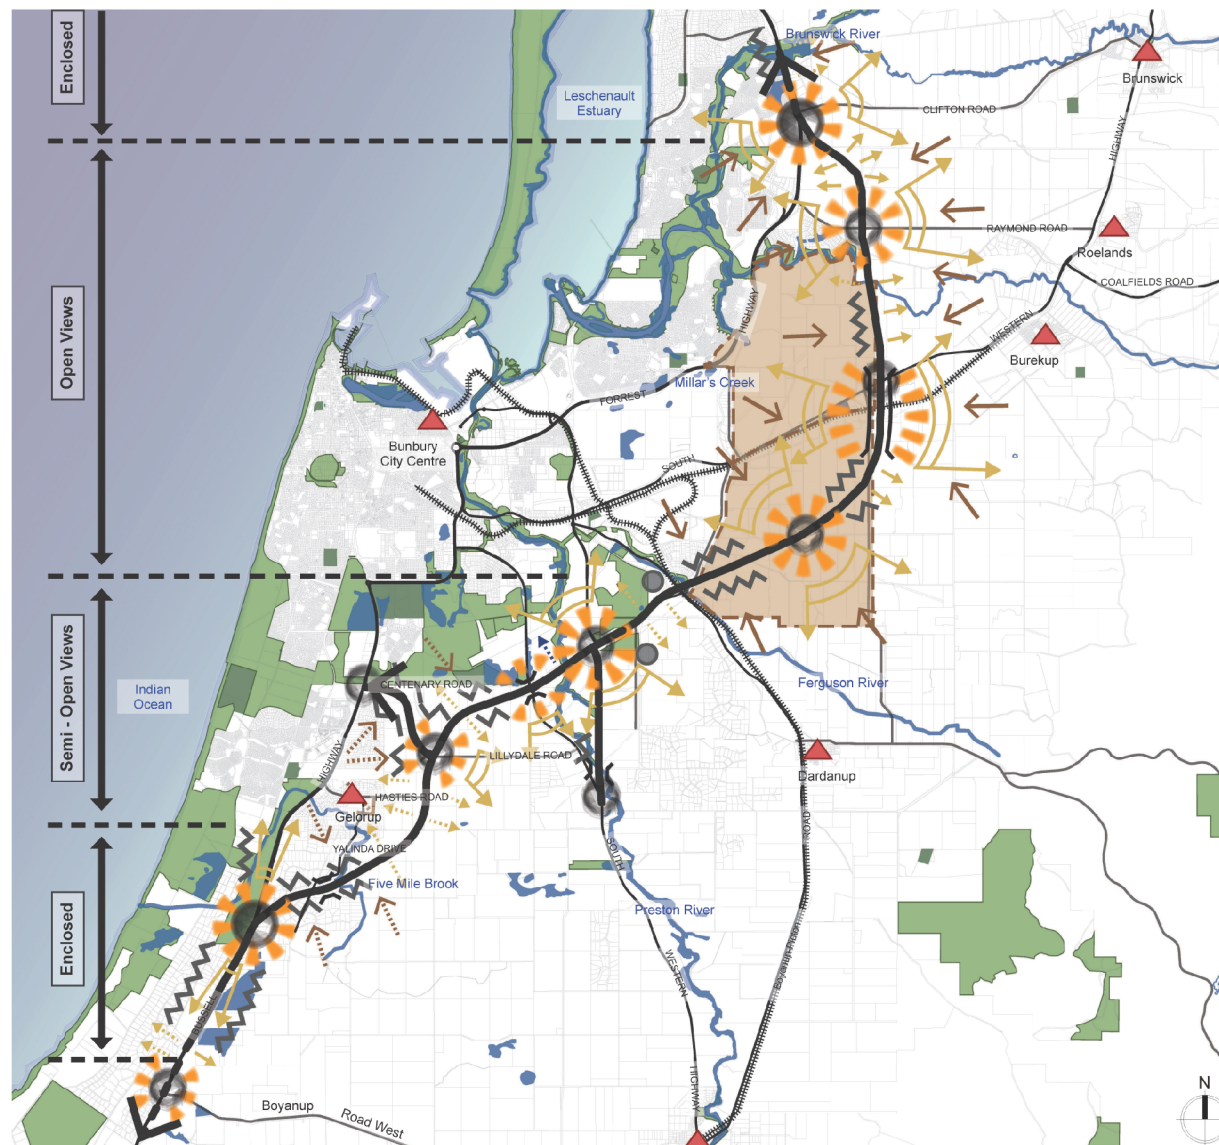 Enclosed
Open Views
Semi - Open Views
Enclosed
Brunswick River
Leschenault
Estuary
Brunswick
CLIFTON ROAD
HIGHWAY
RAYMOND ROAD
Roelands
COALFIELDS ROAD
WESTERN
Burekup
HIGHWAY
Millar's Creek
FORREST
Bunbury
City Centre
SOUTH
Indian
Ocean
CENTENARY ROAD
Ferguson River
HIGHWAY
LILLYDALE ROAD
Dardanup
HASTIES ROAD
Gelorup
YALINDA DRIVE
ROAD
SOUTH
Five Mile Brook
Preston River
WESTERN
Boyanup-Picton
BUSSELL
HIGHWAY
Boyanup
Road West
N